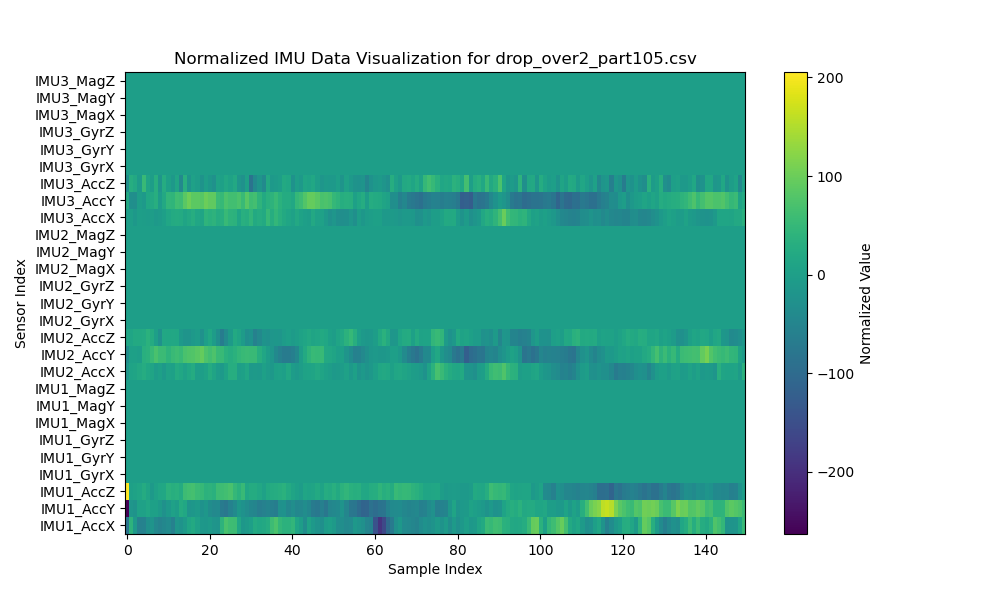 Normalized IMU Data Visualization for drop_over2_part105.csv
IMU3_MagZ
IMU3_MagY
IMU3_MagX
IMU3_GyrZ
IMU3_GyrY
IMU3_GyrX
IMU3_AccZ
IMU3_AccY
IMU3_AccX
IMU2_MagZ
IMU2_MagY
IMU2_MagX
IMU2_GyrZ
IMU2_GyrY
IMU2_GyrX
IMU2_AccZ
IMU2_AccY
IMU2_AccX
IMU1_MagZ
IMU1_MagY
IMU1_MagX
IMU1_GyrZ
IMU1_GyrY
IMU1_GyrX
IMU1_AccZ
IMU1_AccY
IMU1_AccX
Sensor Index
0 20 40 60 80 100 120 140
Sample Index
200
100
0
−100
−200
Normalized Value